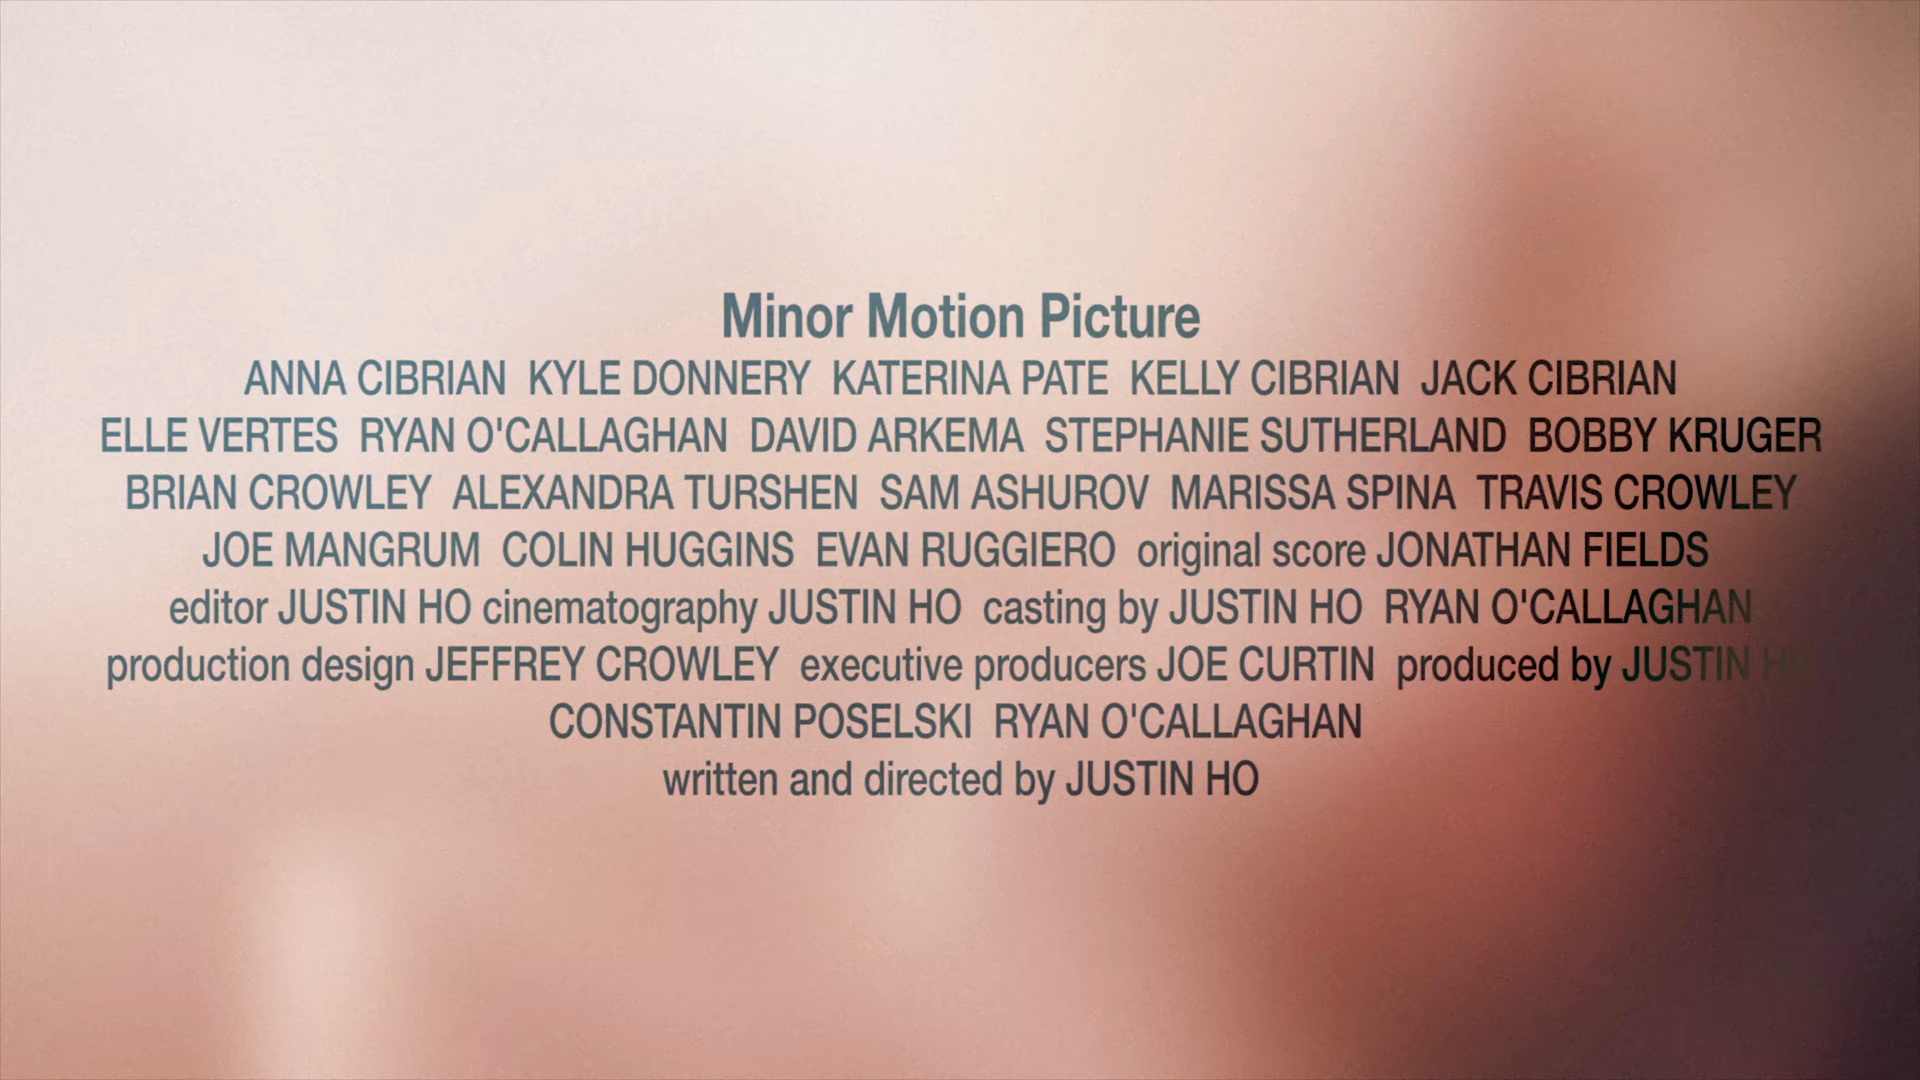 Minor Motion Picture
ANNA CIBRIAN KYLE DONNERY KATERINA PATE KELLY CIBRIAN JACK CIBRIAN
ELLE VERTES RYAN O'CALLAGHAN DAVID ARKEMA STEPHANIE SUTHERLAND BOBBY KRUGER
BRIAN CROWLEY ALEXANDRA TURSHEN SAM ASHUROV MARISSA SPINA TRAVIS CROWLEY
JOE MANGRUM COLIN HUGGINS EVAN RUGGIERO original score JONATHAN FIELDS
editor JUSTIN HO cinematography JUSTIN HO casting by JUSTIN HO RYAN O'CALLAGHAN
production design JEFFREY CROWLEY executive producers JOE CURTIN produced by JUSTIN HO
CONSTANTIN POSELSKI RYAN O'CALLAGHAN
written and directed by JUSTIN HO